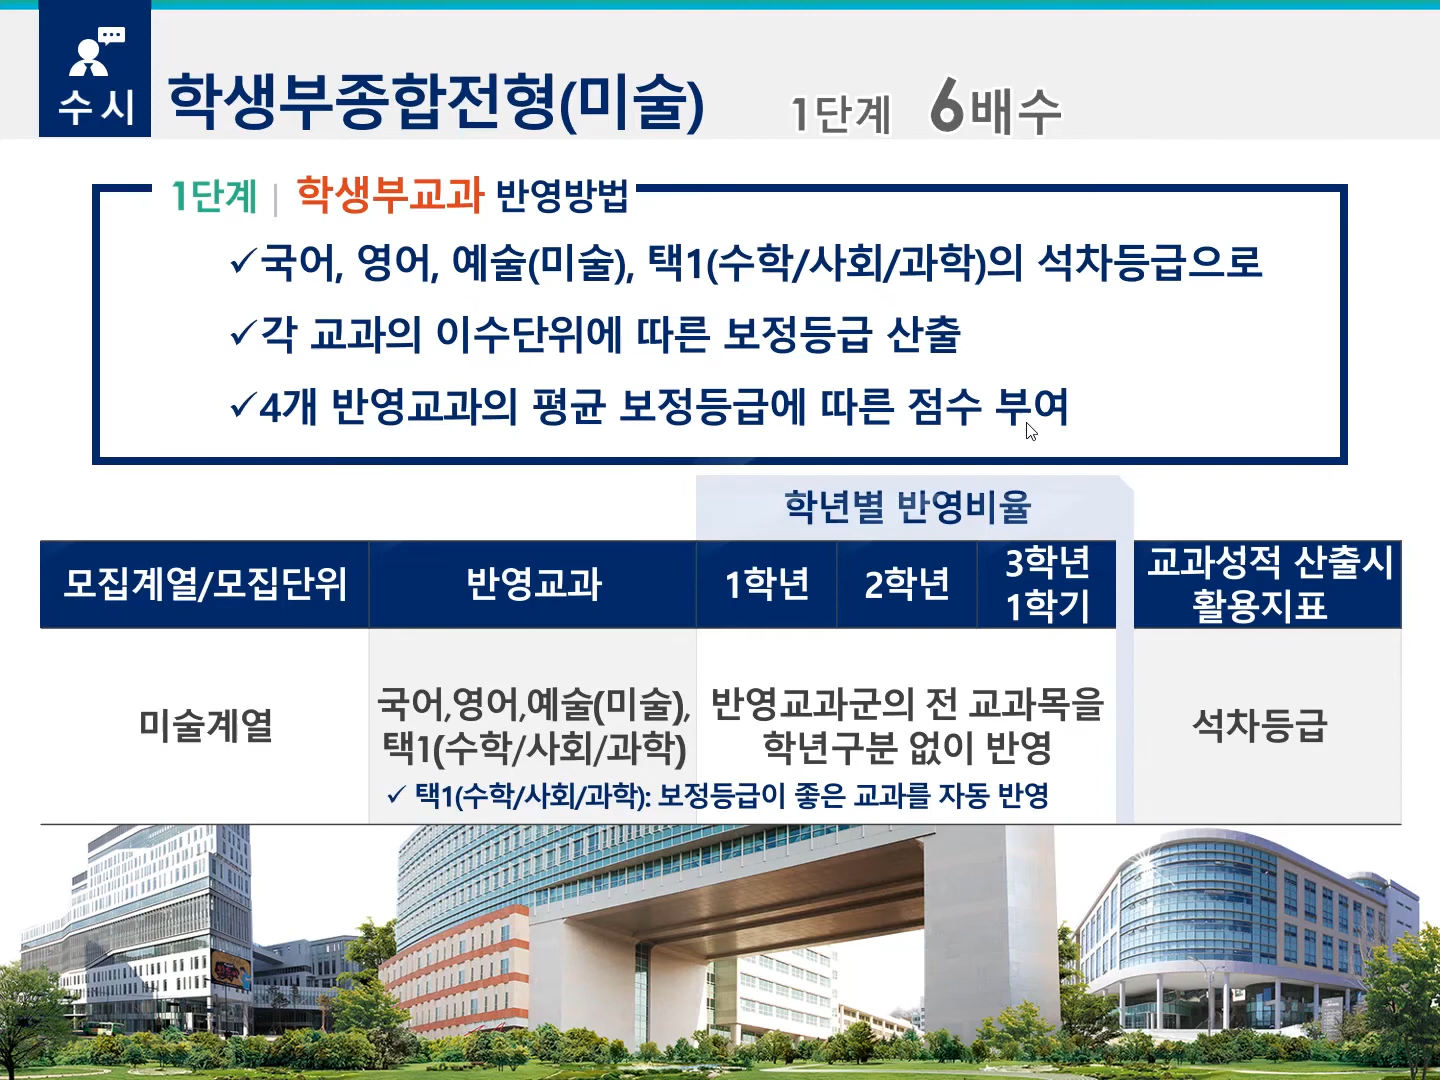 수시
학생부종합전형(미술) 1단계 6배수
1단계 | 학생부교과 반영방법
✓국어, 영어, 예술(미술), 택1(수학/사회/과학)의 석차등급으로
✓각 교과의 이수단위에 따른 보정등급 산출
✓4개 반영교과의 평균 보정등급에 따른 점수 부여
학년별 반영비율
모집계열/모집단위 반영교과 1학년 2학년 3학년 1학기 교과성적 산출시 활용지표
미술계열
국어,영어,예술(미술),
택1(수학/사회/과학)
반영교과군의 전 교과목을
학년구분 없이 반영
석차등급
✓ 택1(수학/사회/과학): 보정등급이 좋은 교과를 자동 반영